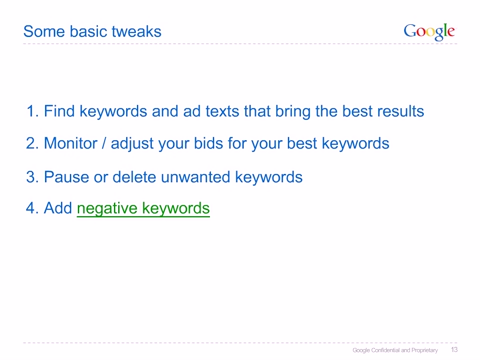 Some basic tweaks
Google
1. Find keywords and ad texts that bring the best results
2. Monitor / adjust your bids for your best keywords
3. Pause or delete unwanted keywords
4. Add negative keywords
Google Confidential and Proprietary 13